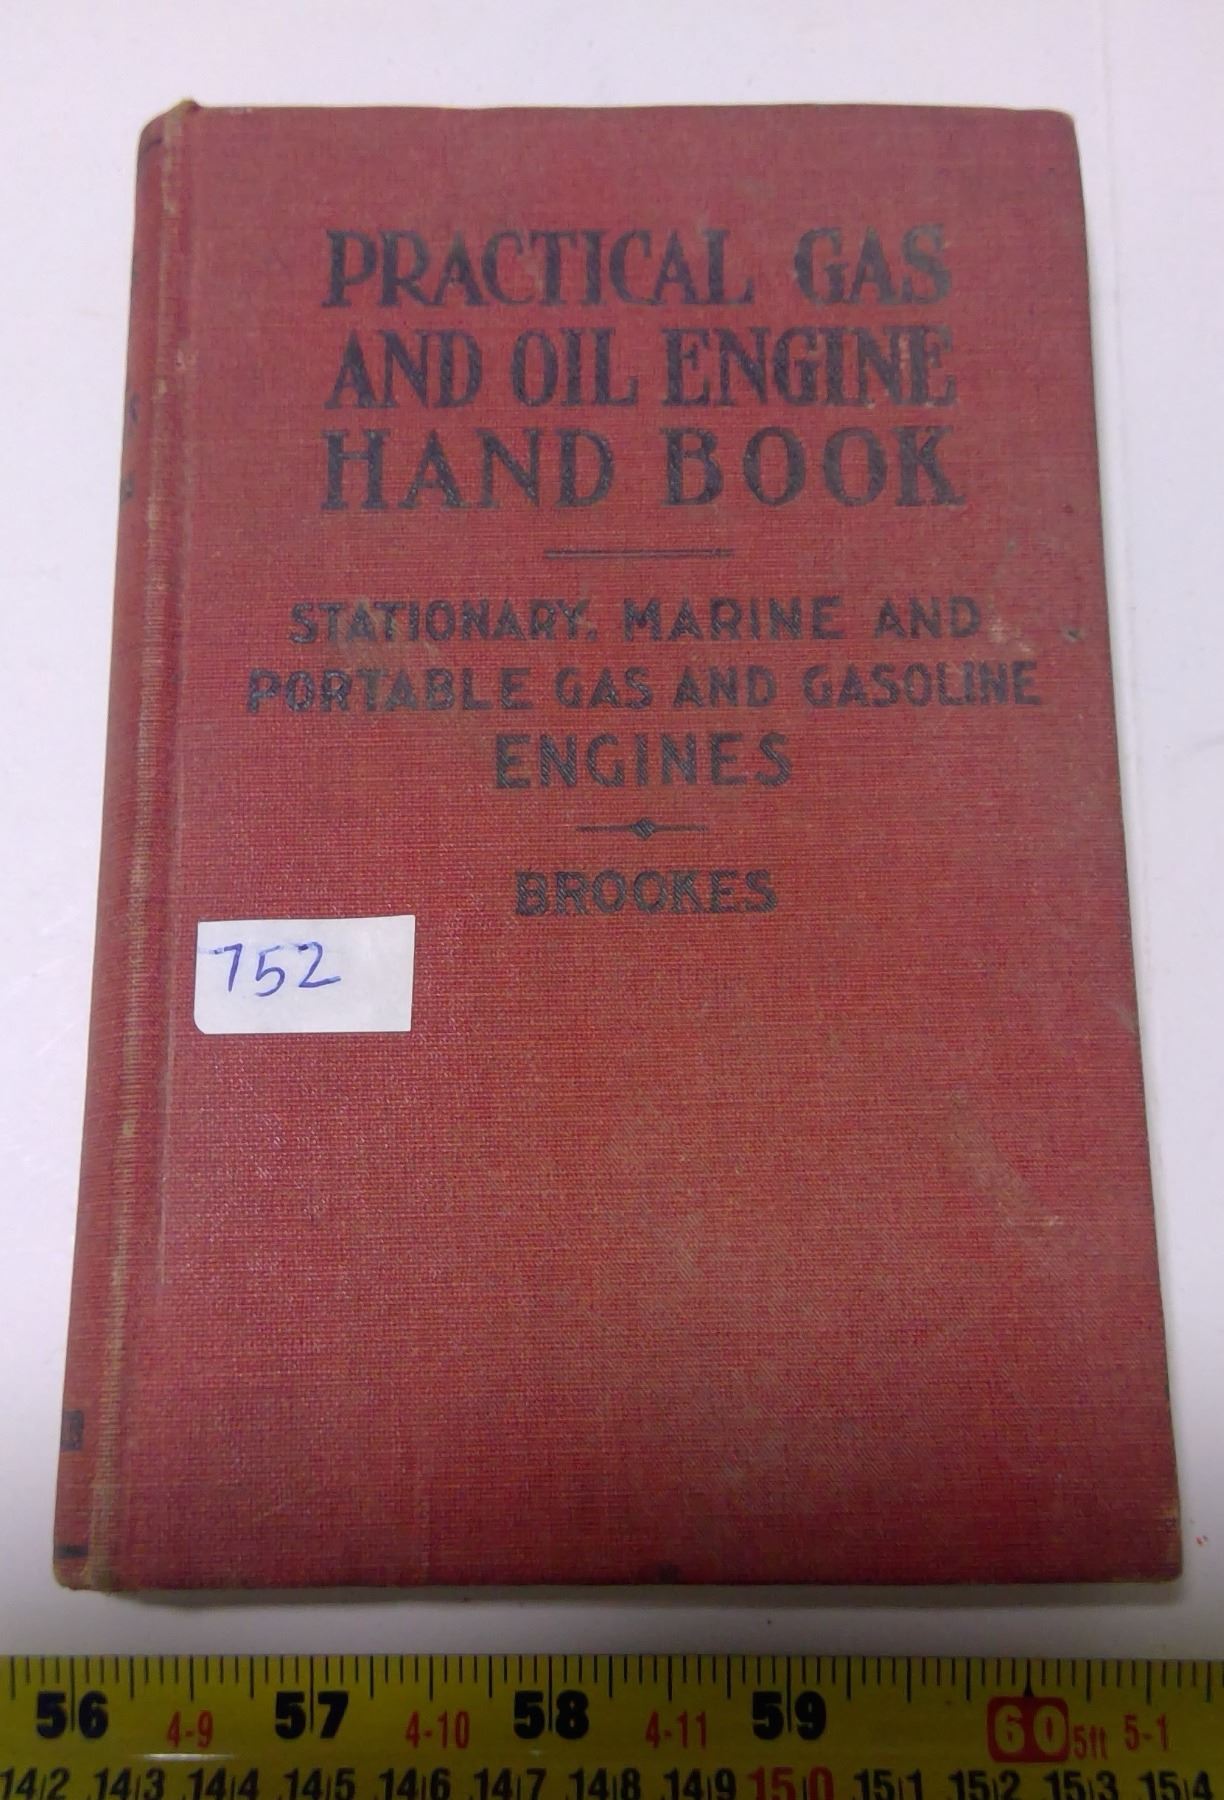 PRACTICAL GAS
AND OIL ENGINE
HAND BOOK
STATIONARY, MARINE AND
PORTABLE GAS AND GASOLINE
ENGINES
BROOKES
752
56 4-9 57 4-10 58 4-11 59 60 5ft 5-1
142 143 144 145 146 147 148 149 150 151 152 153 154